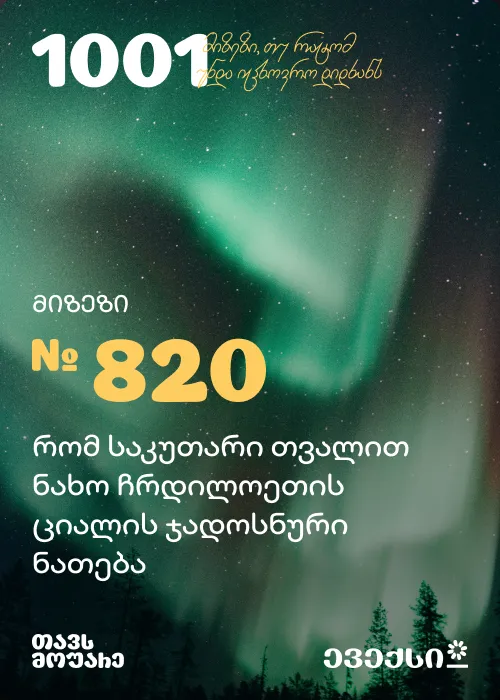 1001 მიზეზი, თუ რატომ
უნდა იცხოვრო დიდხანს
მიზეზი
№ 820
რომ საკუთარი თვალით
ნახო ჩრდილოეთის
ციალის ჯადოსნური
ნათება
თავს
მოუარე
ევექსი